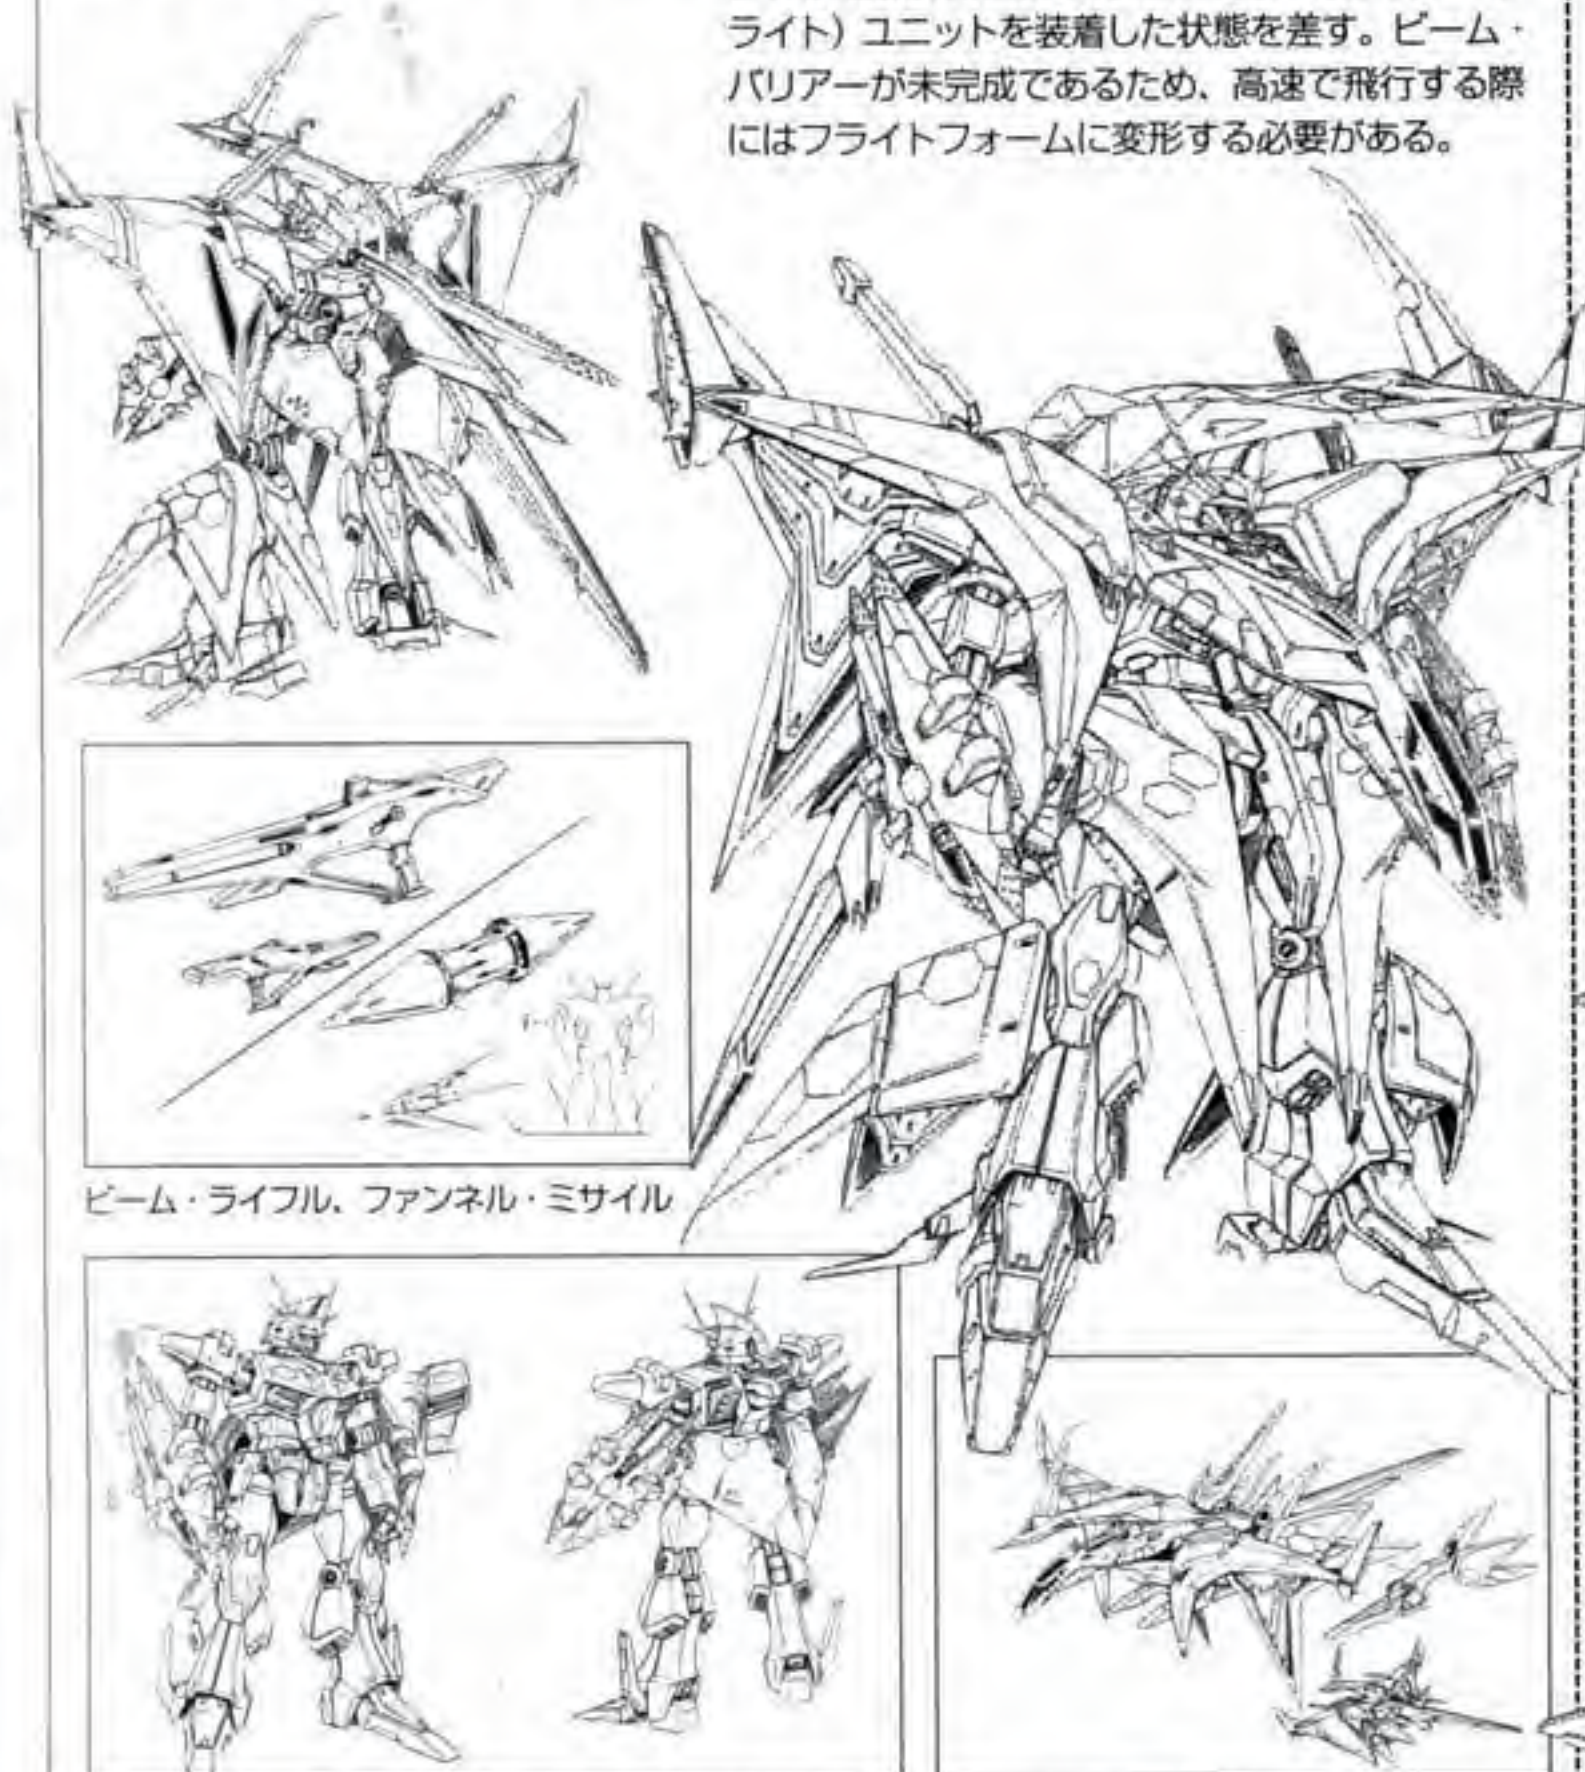 ライト）ユニットを装着した状態を差す。ビーム・
バリアーが未完成であるため、高速で飛行する際
にはフライトフォームに変形する必要がある。
ビーム・ライフル、ファンネル・ミサイル